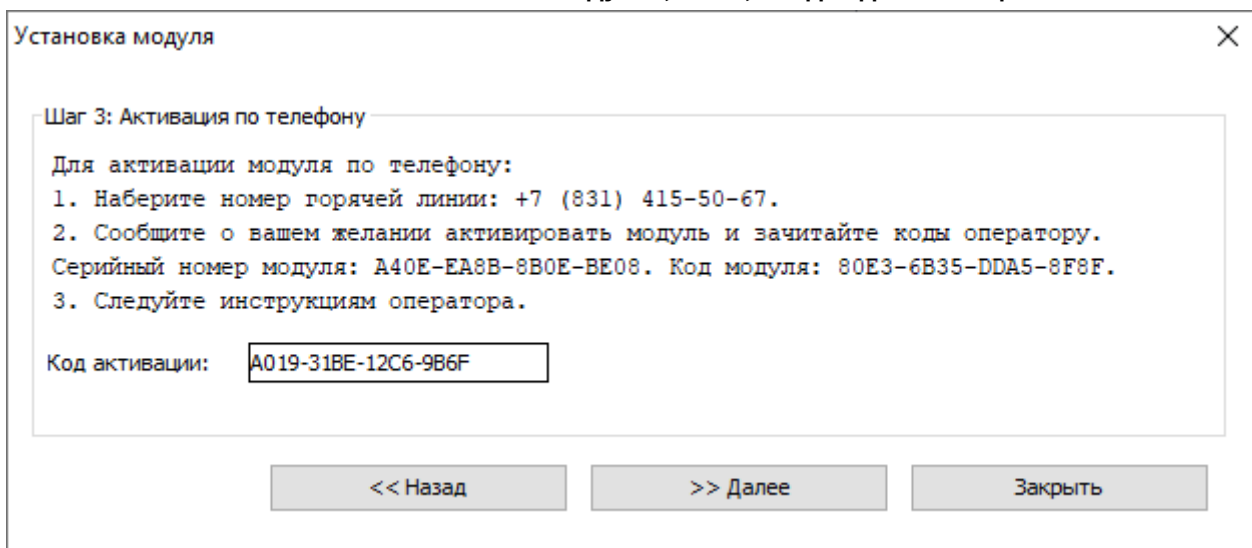 Установка модуля
Шаг 3: Активация по телефону
Для активации модуля по телефону:
1. Наберите номер горячей линии: +7 (831) 415-50-67.
2. Сообщите о вашем желании активировать модуль и зачитайте коды оператору.
Серийный номер модуля: A40E-EA8B-8B0E-BE08. Код модуля: 80E3-6B35-DDA5-8F8F.
3. Следуйте инструкциям оператора.
Код активации: A019-31BE-12C6-9B6F
<< Назад >> Далее Закрыть